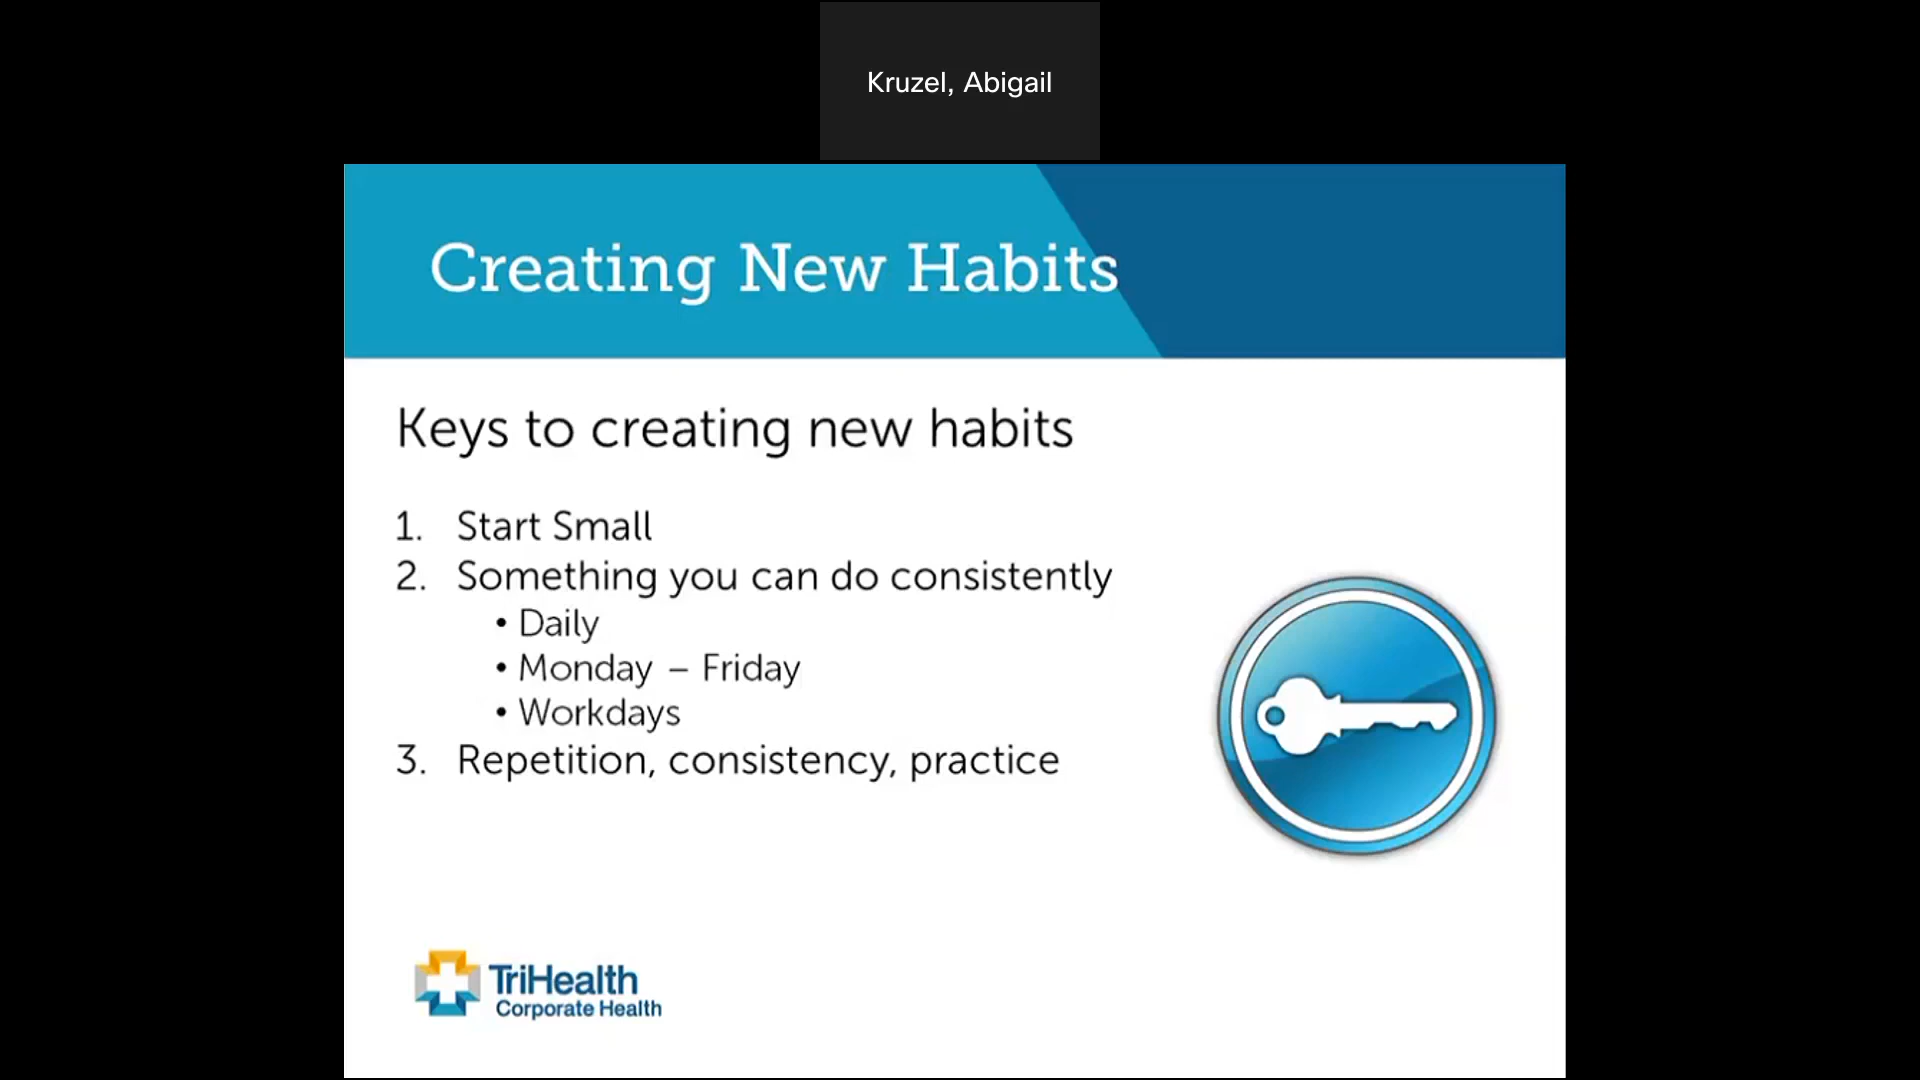 Kruzel, Abigail
Creating New Habits
Keys to creating new habits
1. Start Small
2. Something you can do consistently
• Daily
• Monday – Friday
• Workdays
3. Repetition, consistency, practice
TriHealth
Corporate Health